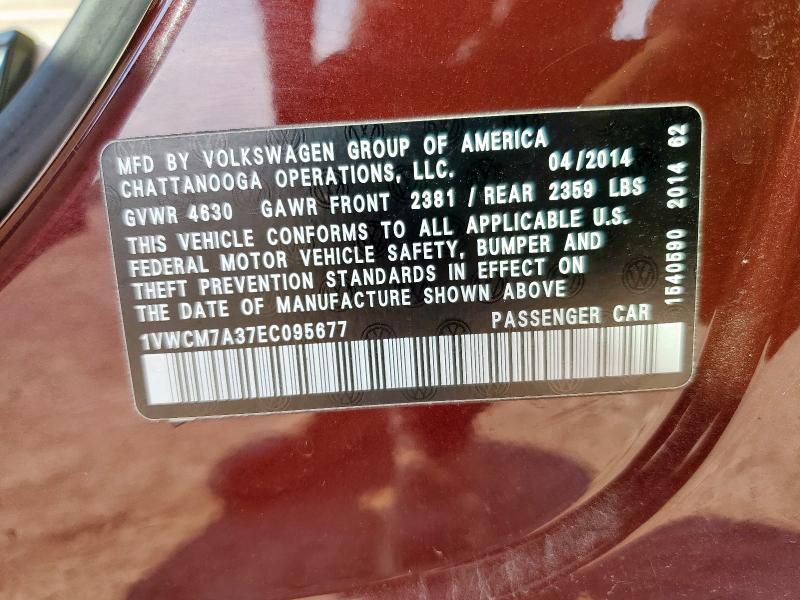 MFD BY VOLKSWAGEN GROUP OF AMERICA
CHATTANOOGA OPERATIONS, LLC. 04/2014
GVWR 4630 GAWR FRONT 2381 / REAR 2359 LBS
THIS VEHICLE CONFORMS TO ALL APPLICABLE U.S.
FEDERAL MOTOR VEHICLE SAFETY, BUMPER AND
THEFT PREVENTION STANDARDS IN EFFECT ON
THE DATE OF MANUFACTURE SHOWN ABOVE
1VWCM7A37EC095677 PASSENGER CAR
1540590 2014 62